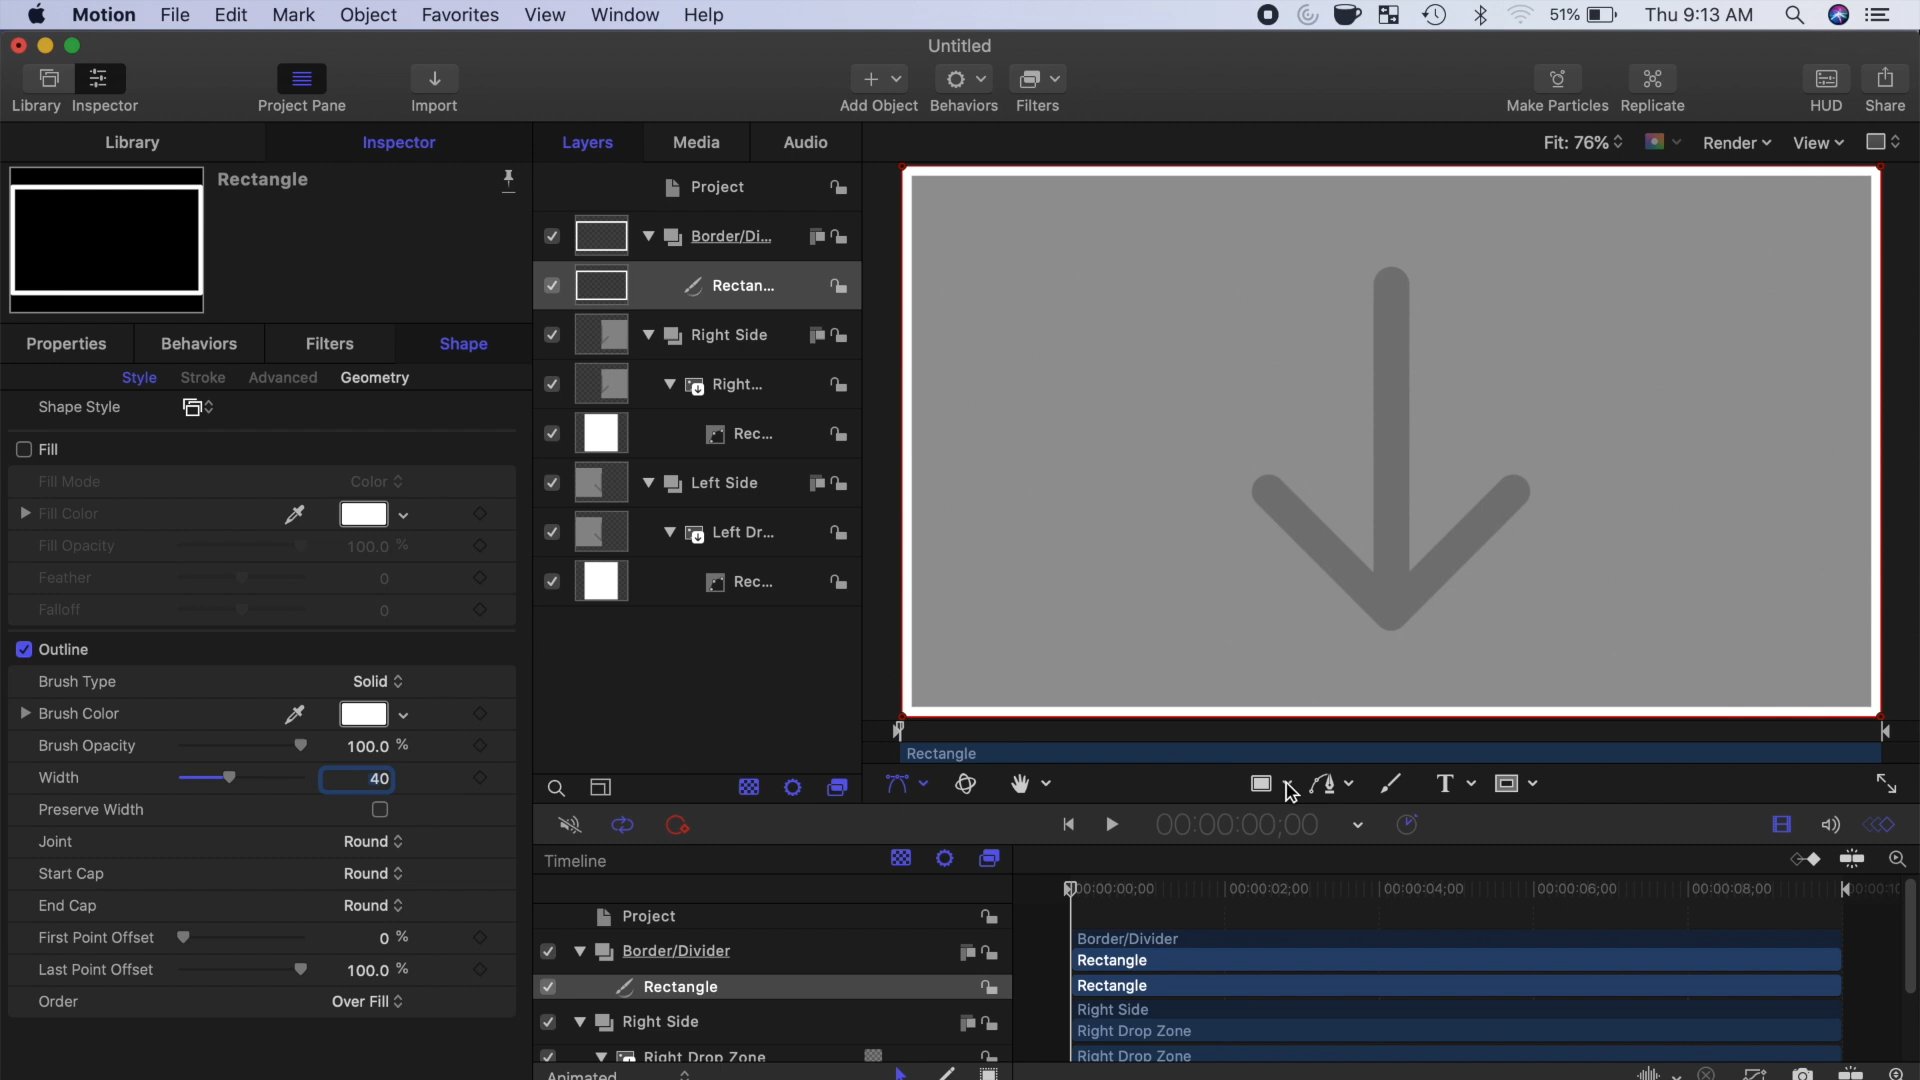 Motion File Edit Mark Object Favorites View Window Help 51% Thu 9:13 AM
Untitled
Library Inspector Project Pane Import Add Object Behaviors Filters Make Particles Replicate HUD Share
Library Inspector Layers Media Audio Fit: 76% Render View
Rectangle
Project
Border/Di...
Rectan...
Right Side
Right...
Rec...
Left Side
Left Dr...
Rec...
Properties Behaviors Filters Shape
Style Stroke Advanced Geometry
Shape Style
Fill
Fill Mode Color
Fill Color
Fill Opacity 100.0 %
Feather 0
Falloff 0
Outline
Brush Type Solid
Brush Color
Brush Opacity 100.0 %
Width 40
Preserve Width
Joint Round
Start Cap Round
End Cap Round
First Point Offset 0 %
Last Point Offset 100.0 %
Order Over Fill
Rectangle
T
00:00:00;00
Timeline
00:00:00;00 00:00:02;00 00:00:04;00 00:00:06;00 00:00:08;00 00:00:10
Project
Border/Divider
Rectangle
Right Side
Right Drop Zone
Animated
Border/Divider
Rectangle
Rectangle
Right Side
Right Drop Zone
Right Drop Zone